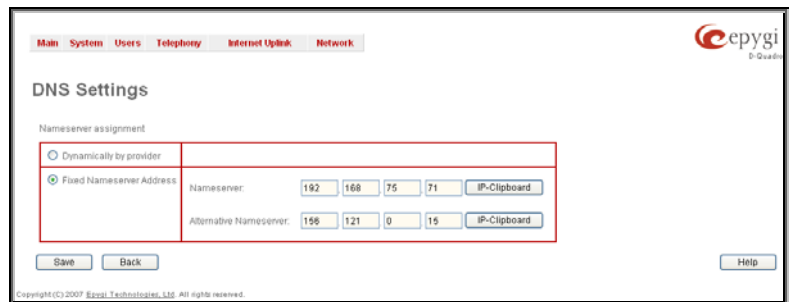 Main System Users Telephony Internet Uplink Network
epygi
D-Quadro
DNS Settings
Nameserver assignment
Dynamically by provider
Fixed Nameserver Address
Nameserver: 192 . 168 . 75 . 71 IP-Clipboard
Alternative Nameserver: 156 . 121 . 0 . 15 IP-Clipboard
Save Back Help
Copyright (C) 2007 Epygi Technologies, Ltd. All rights reserved.